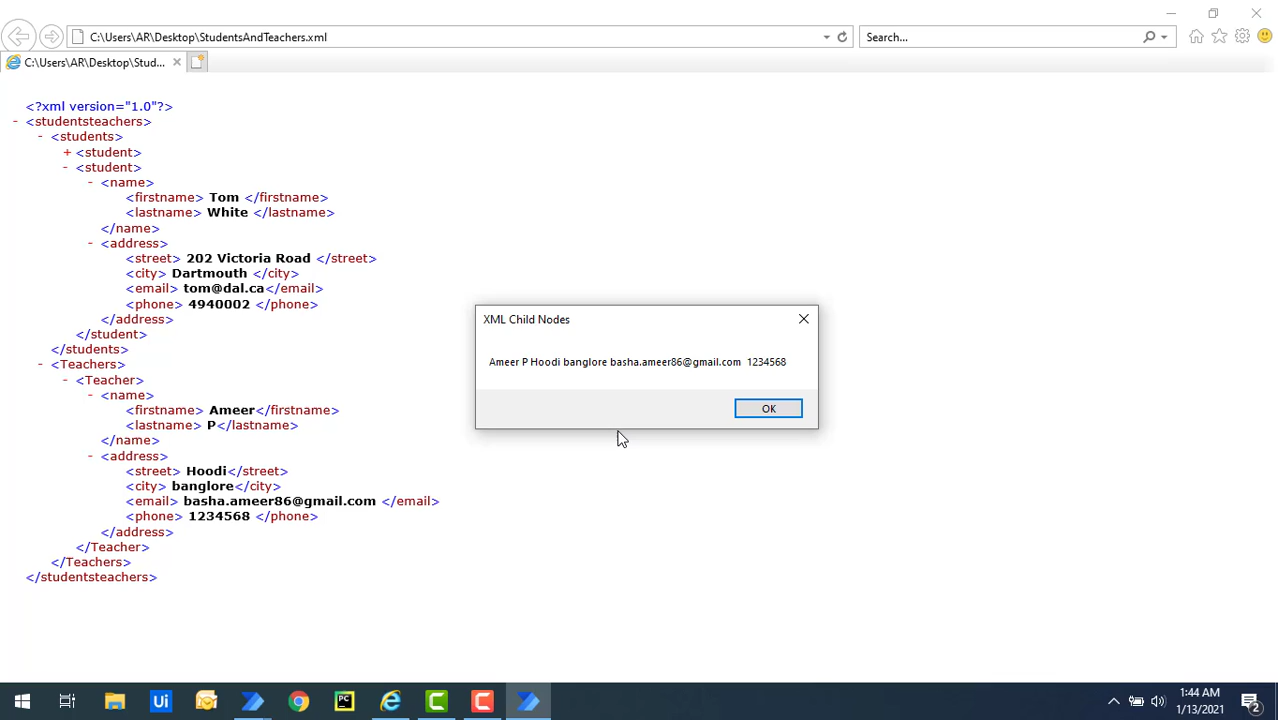 C:\Users\AR\Desktop\StudentsAndTeachers.xml
Search...
C:\Users\AR\Desktop\Stud...
<?xml version="1.0"?>
- <studentsteachers>
- <students>
+ <student>
- <student>
- <name>
<firstname> Tom </firstname>
<lastname> White </lastname>
</name>
- <address>
<street> 202 Victoria Road </street>
<city> Dartmouth </city>
<email> tom@dal.ca</email>
<phone> 4940002 </phone>
</address>
</student>
</students>
- <Teachers>
- <Teacher>
- <name>
<firstname> Ameer</firstname>
<lastname> P</lastname>
</name>
- <address>
<street> Hoodi</street>
<city> banglore</city>
<email> basha.ameer86@gmail.com </email>
<phone> 1234568 </phone>
</address>
</Teacher>
</Teachers>
</studentsteachers>
XML Child Nodes
Ameer P Hoodi banglore basha.ameer86@gmail.com 1234568
OK
Ui
PC
1:44 AM
1/13/2021
2